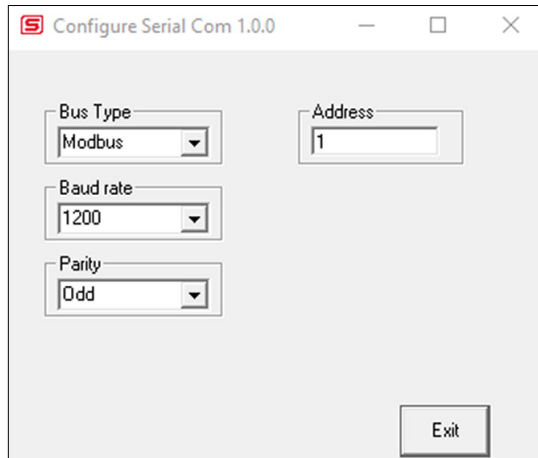 S Configure Serial Com 1.0.0
Bus Type
Modbus
Address
1
Baud rate
1200
Parity
Odd
Exit